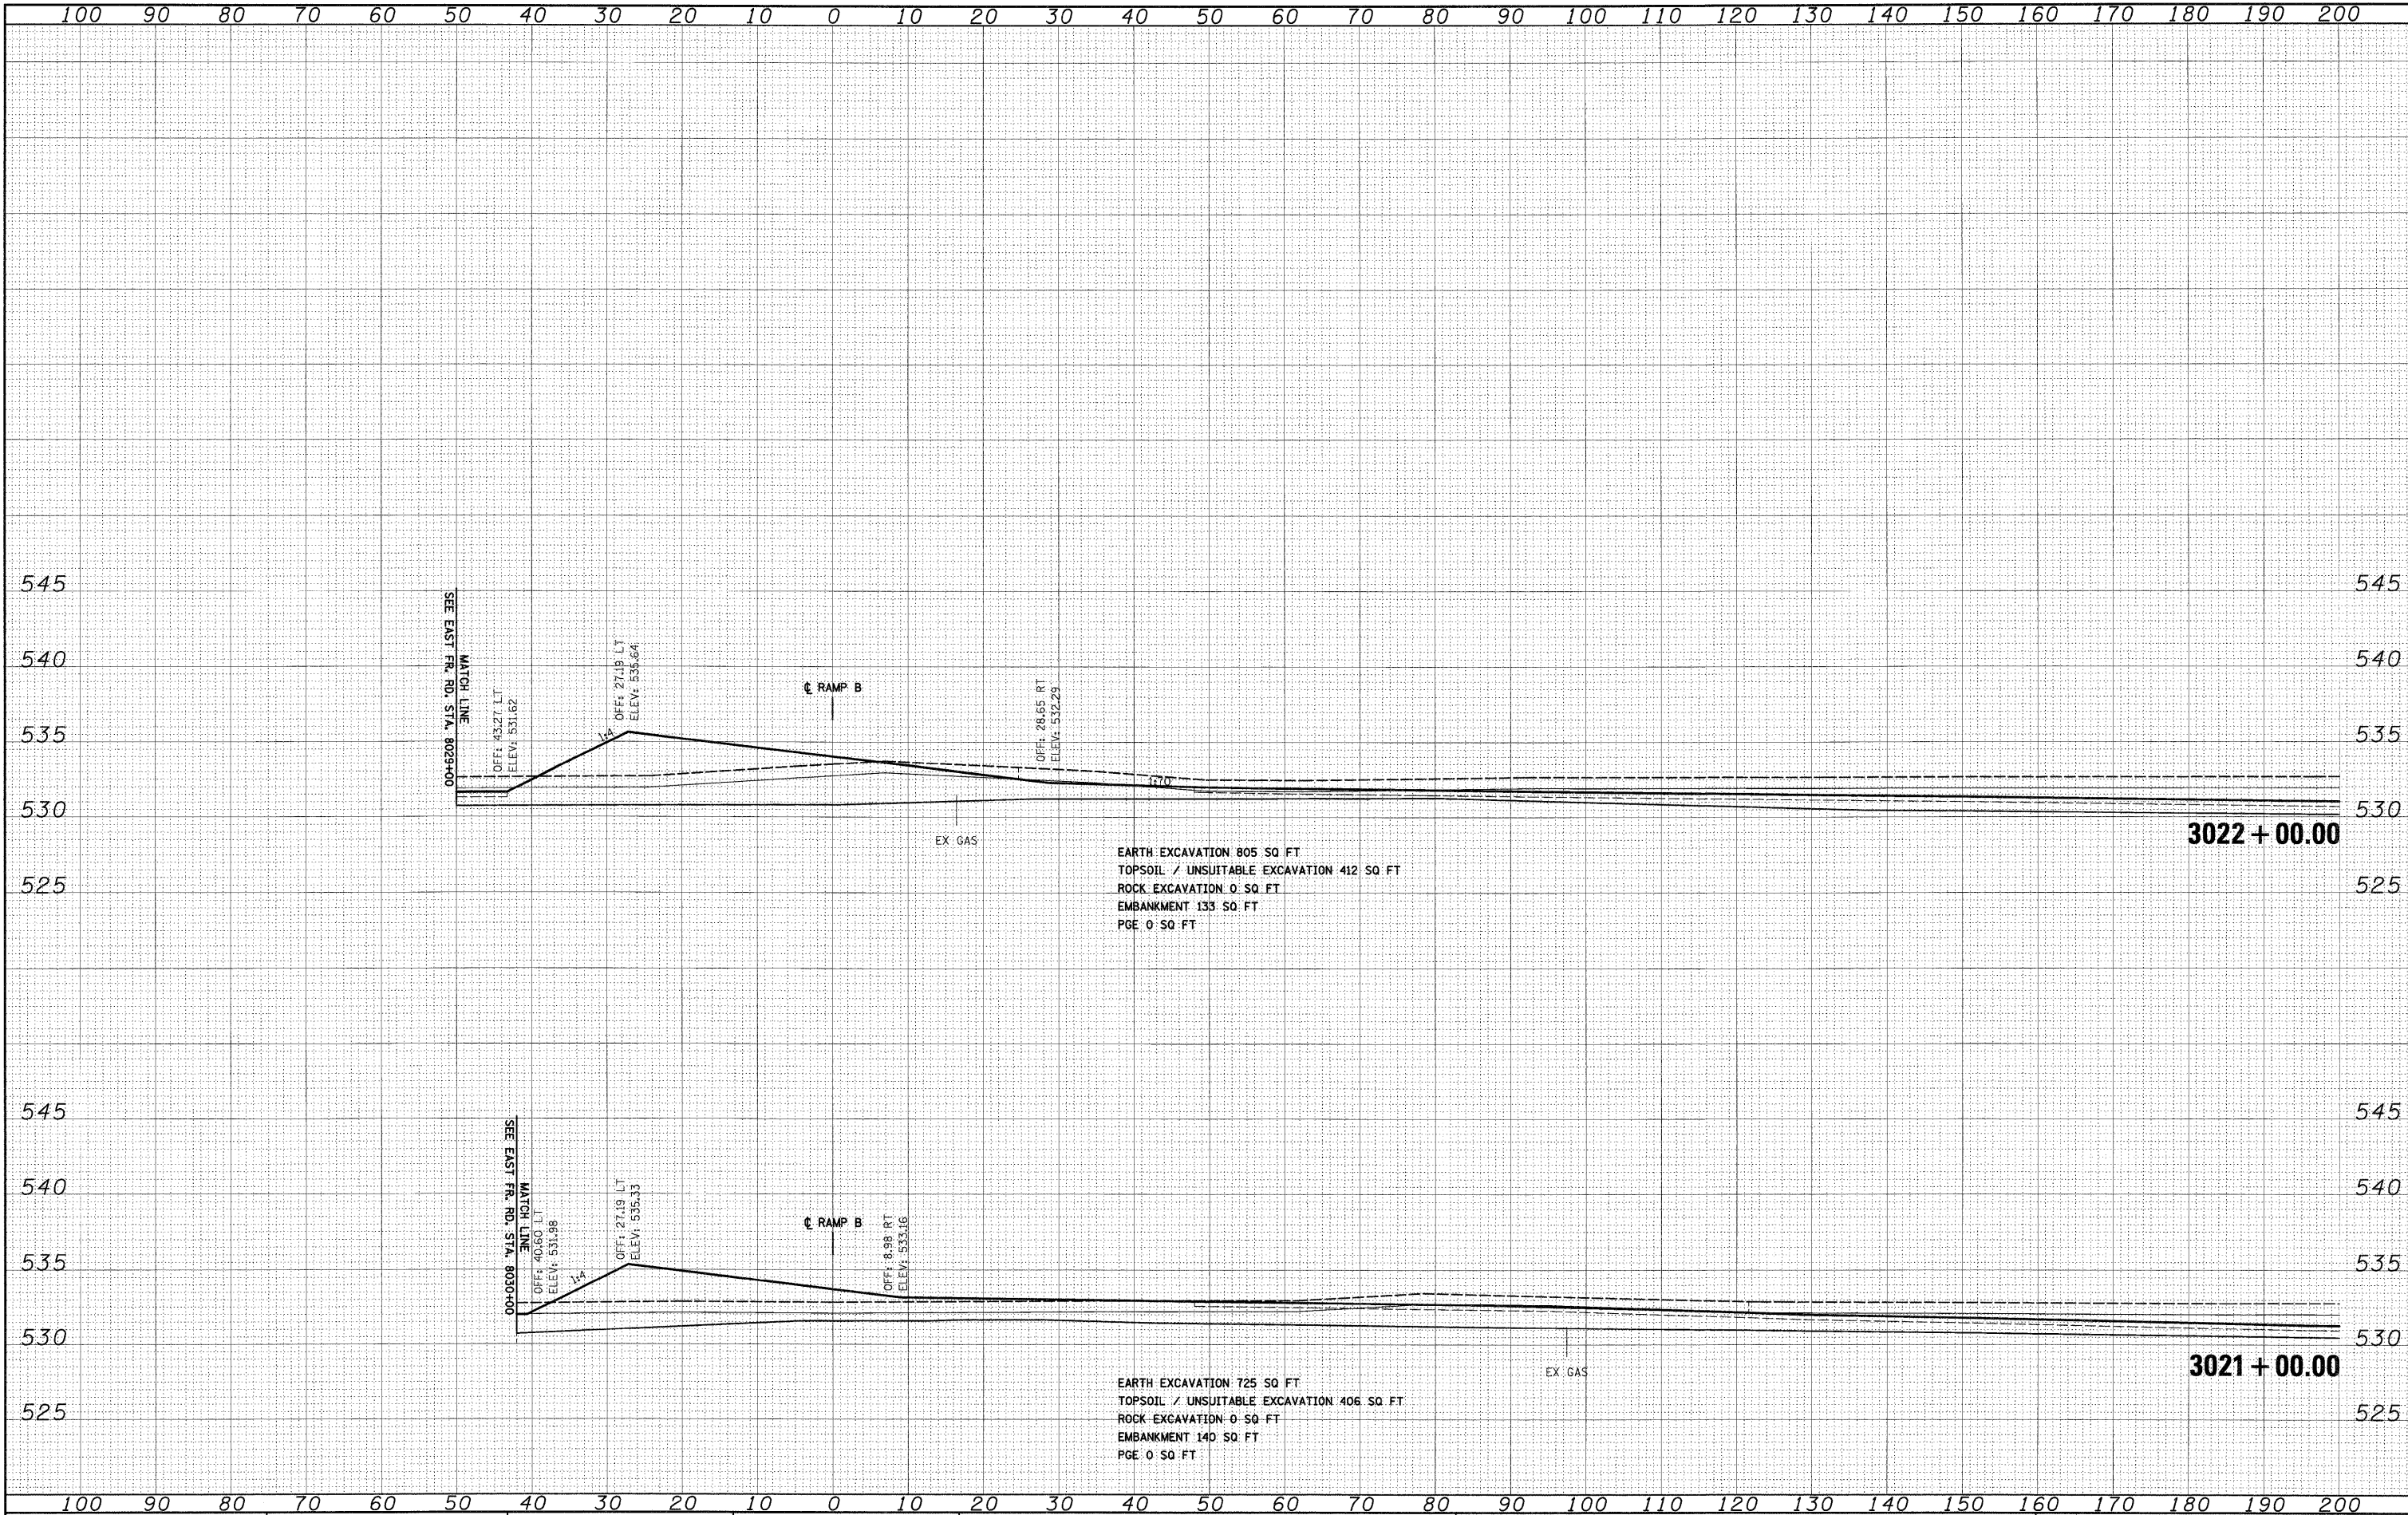 100 90 80 70 60 50 40 30 20 10 0 10 20 30 40 50 60 70 80 90 100 110 120 130 140 150 160 170 180 190 200
545 545
SEE EAST FR. RD. STA. 8029+00
MATCH LINE
540 540
OFF: 43.27 LT
ELEV: 531.62
OFF: 27.19 LT
ELEV: 535.64
℄ RAMP B
OFF: 28.65 RT
ELEV: 532.29
535 535
1:4
1:70
530 530
3022+00.00
EX GAS
EARTH EXCAVATION 805 SQ FT
TOPSOIL / UNSUITABLE EXCAVATION 412 SQ FT
525 525
ROCK EXCAVATION 0 SQ FT
EMBANKMENT 133 SQ FT
PGE 0 SQ FT
545 545
SEE EAST FR. RD. STA. 8030+00
MATCH LINE
540 540
OFF: 40.60 LT
ELEV: 531.98
OFF: 27.19 LT
ELEV: 535.33
℄ RAMP B
OFF: 8.98 RT
ELEV: 533.16
535 535
1:4
530 530
3021+00.00
EX GAS
EARTH EXCAVATION 725 SQ FT
TOPSOIL / UNSUITABLE EXCAVATION 406 SQ FT
525 525
ROCK EXCAVATION 0 SQ FT
EMBANKMENT 140 SQ FT
PGE 0 SQ FT
100 90 80 70 60 50 40 30 20 10 0 10 20 30 40 50 60 70 80 90 100 110 120 130 140 150 160 170 180 190 200